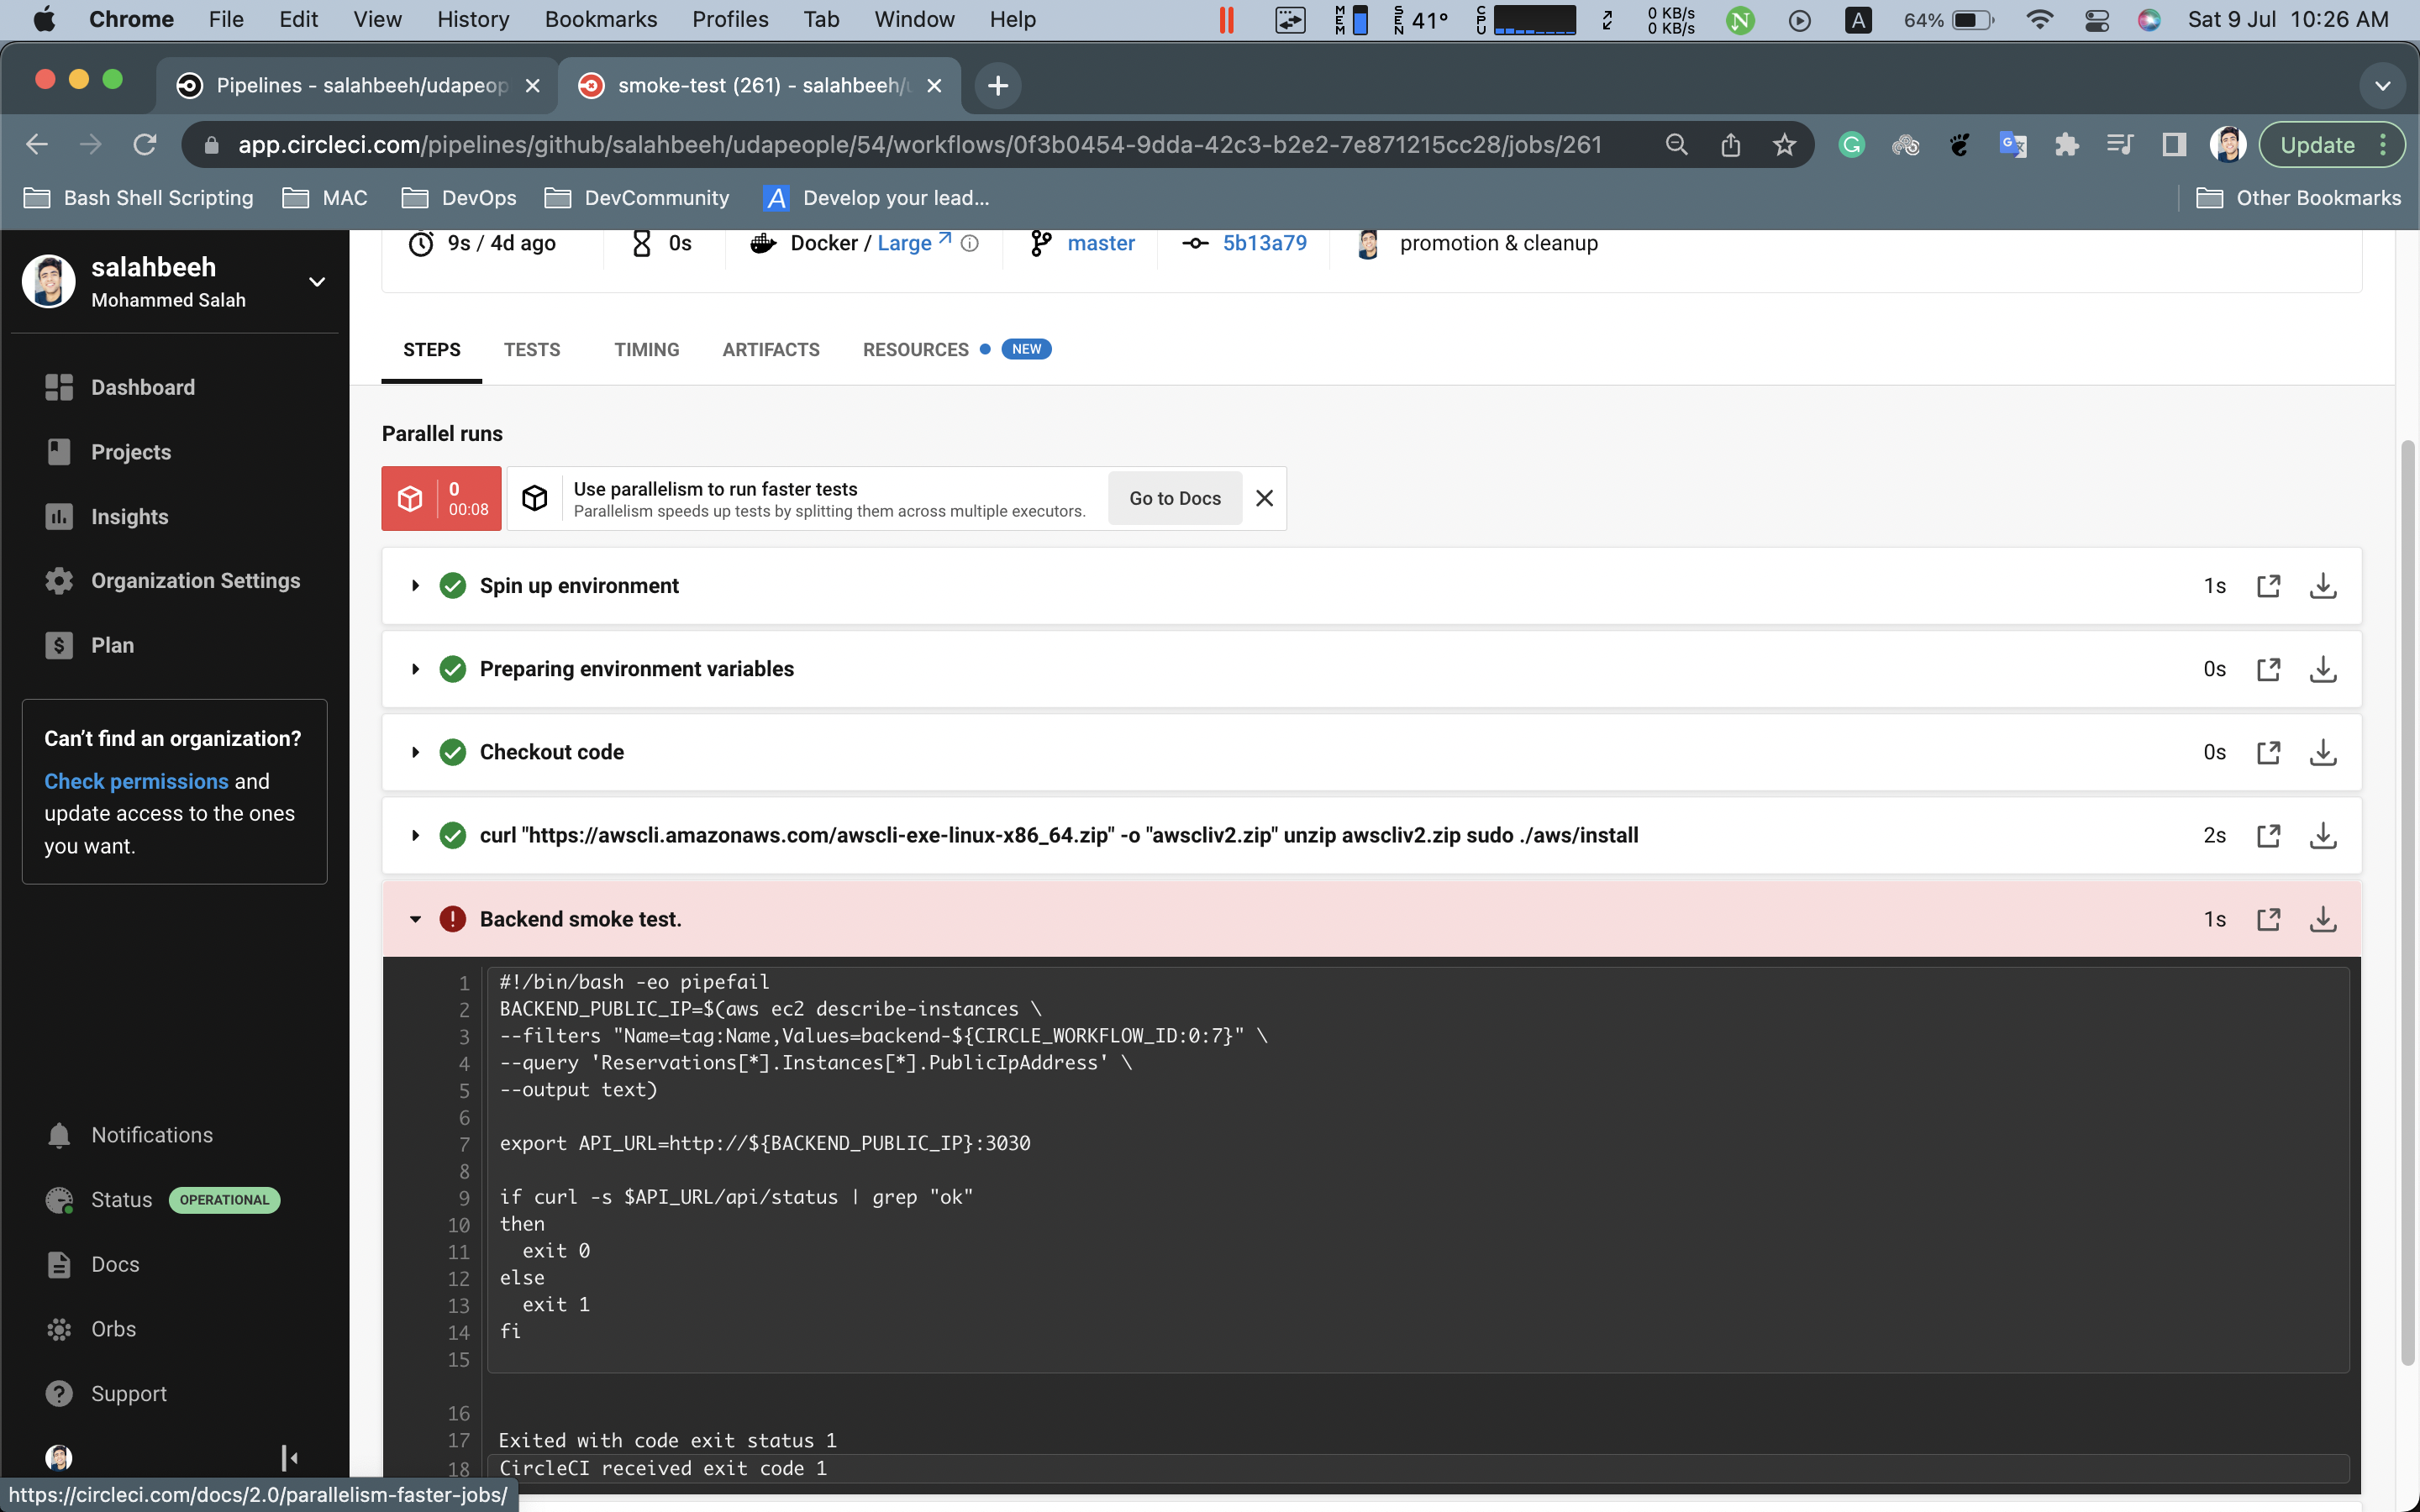 Chrome File Edit View History Bookmarks Profiles Tab Window Help
MEM SEN 41° CPU 0 KB/s 0 KB/s N A 64% Sat 9 Jul 10:26 AM
Pipelines - salahbeeh/udapeop
smoke-test (261) - salahbeeh/u
app.circleci.com/pipelines/github/salahbeeh/udapeople/54/workflows/0f3b0454-9dda-42c3-b2e2-7e871215cc28/jobs/261
Update
Bash Shell Scripting MAC DevOps DevCommunity Develop your lead... Other Bookmarks
salahbeeh
Mohammed Salah
Dashboard
Projects
Insights
Organization Settings
Plan
Can't find an organization?
Check permissions and
update access to the ones
you want.
Notifications
Status OPERATIONAL
Docs
Orbs
Support
9s / 4d ago 0s Docker / Large master 5b13a79 promotion & cleanup
STEPS TESTS TIMING ARTIFACTS RESOURCES NEW
Parallel runs
0
00:08
Use parallelism to run faster tests
Parallelism speeds up tests by splitting them across multiple executors.
Go to Docs
Spin up environment 1s
Preparing environment variables 0s
Checkout code 0s
curl "https://awscli.amazonaws.com/awscli-exe-linux-x86_64.zip" -o "awscliv2.zip" unzip awscliv2.zip sudo ./aws/install 2s
Backend smoke test. 1s
1 #!/bin/bash -eo pipefail
2 BACKEND_PUBLIC_IP=$(aws ec2 describe-instances \
3 --filters "Name=tag:Name,Values=backend-${CIRCLE_WORKFLOW_ID:0:7}" \
4 --query 'Reservations[*].Instances[*].PublicIpAddress' \
5 --output text)
6
7 export API_URL=http://${BACKEND_PUBLIC_IP}:3030
8
9 if curl -s $API_URL/api/status | grep "ok"
10 then
11   exit 0
12 else
13   exit 1
14 fi
15
16
17 Exited with code exit status 1
18 CircleCI received exit code 1
https://circleci.com/docs/2.0/parallelism-faster-jobs/